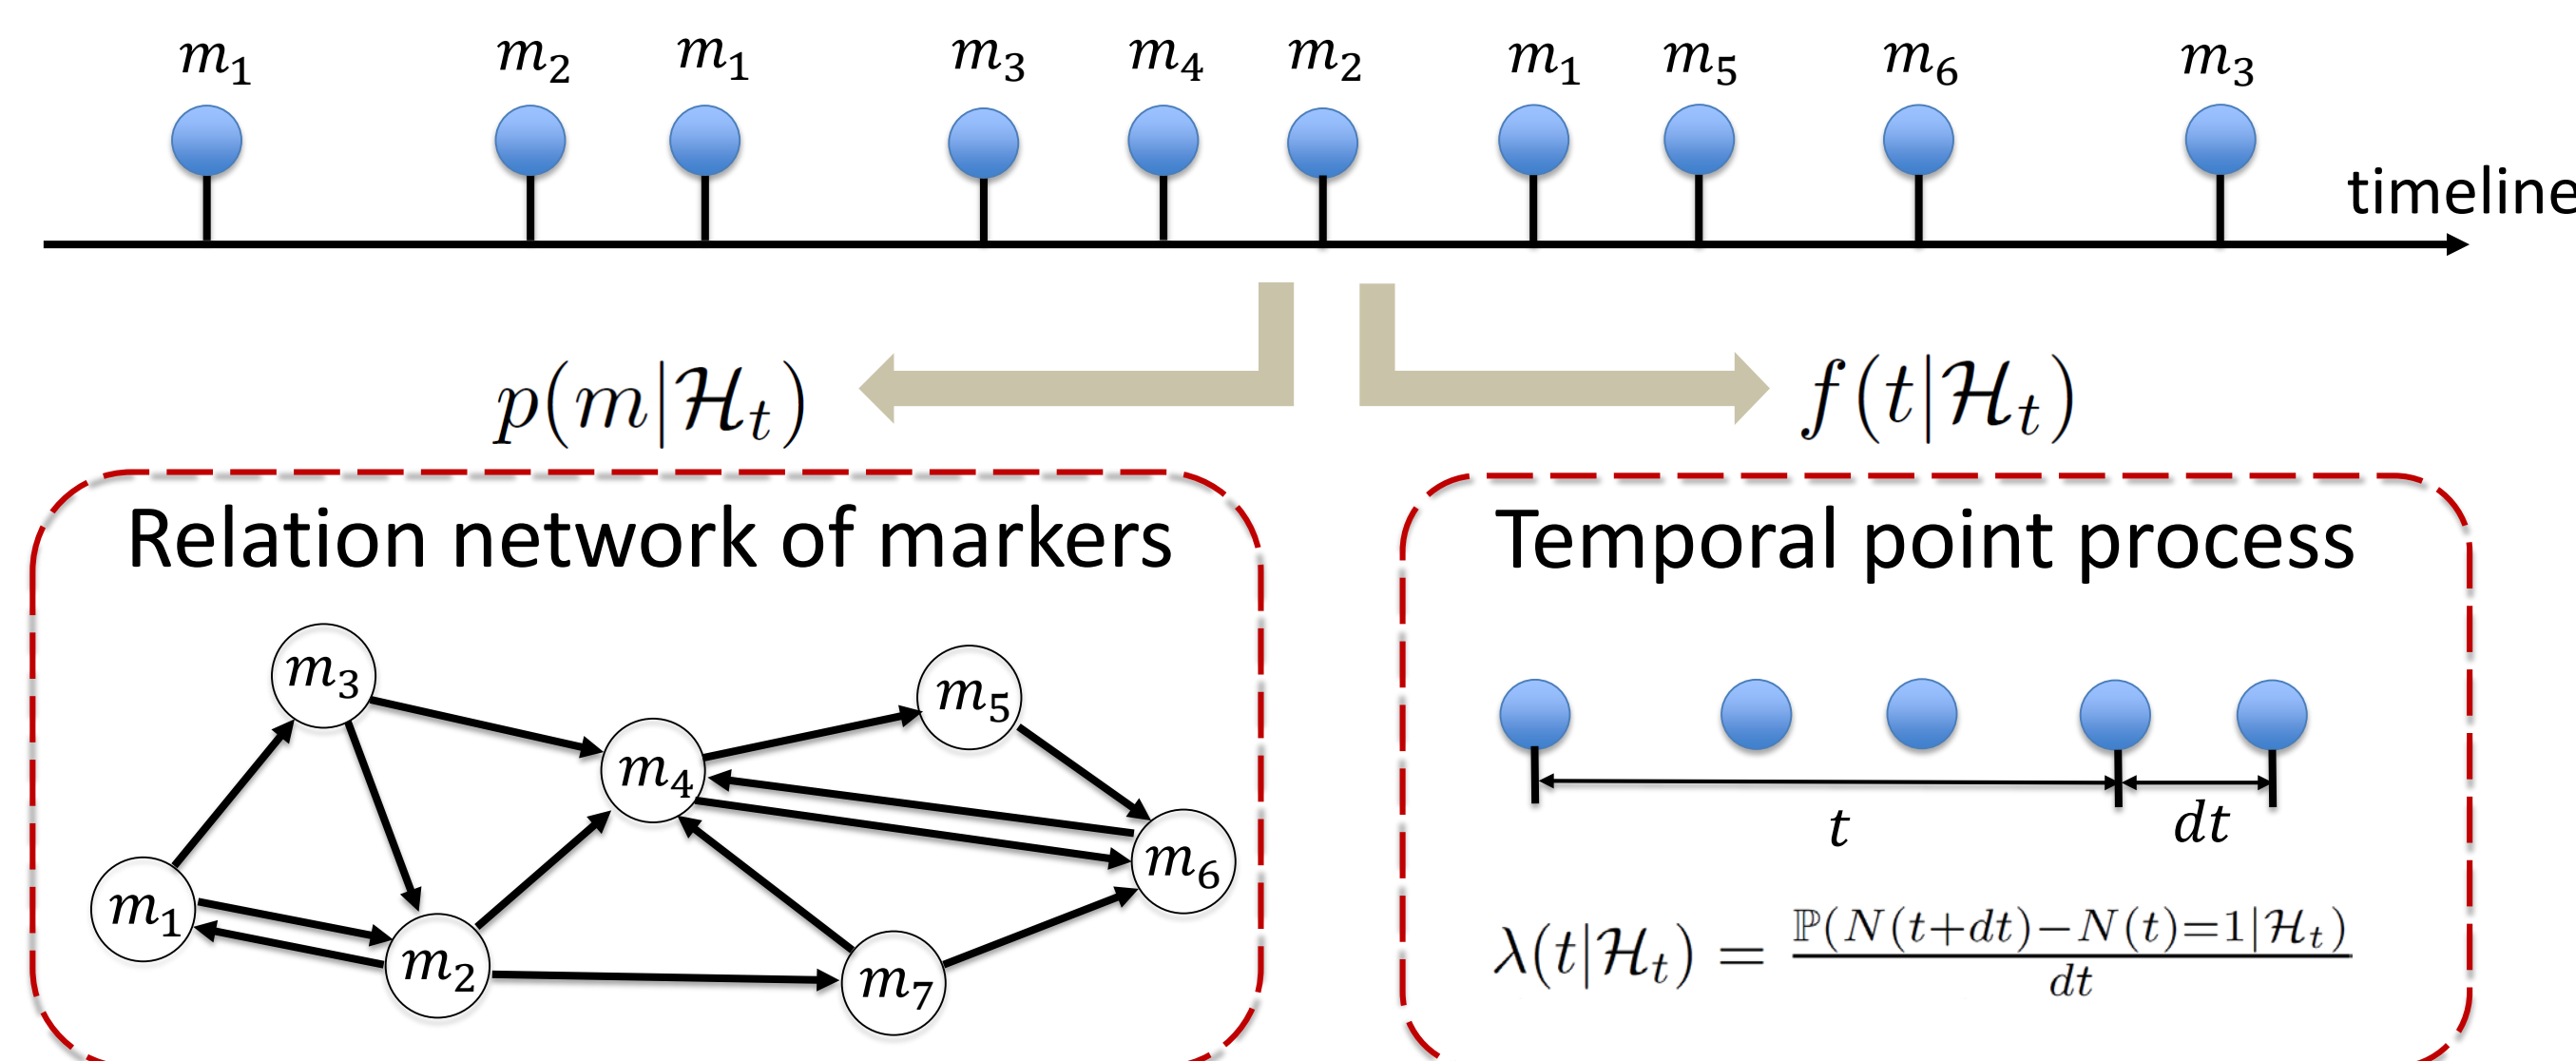 m₁ m₂ m₁ m₃ m₄ m₂ m₁ m₅ m₆ m₃
timeline
p(m|ℋₜ) f(t|ℋₜ)
Relation network of markers
m₃
m₅
m₄
m₆
m₁
m₂
m₇
Temporal point process
t dt
λ(t|ℋₜ) = ℙ(N(t+dt)−N(t)=1|ℋₜ)
dt